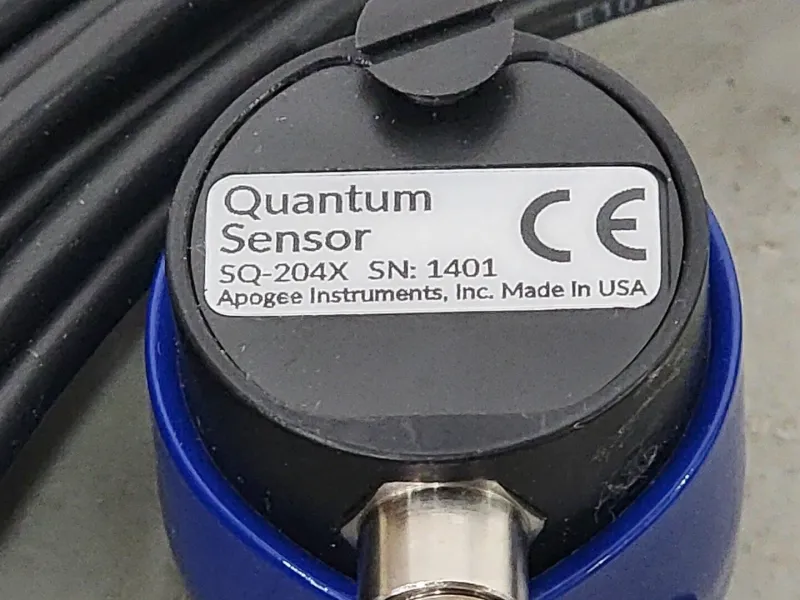 Quantum
Sensor
SQ-204X SN: 1401
Apogee Instruments, Inc. Made In USA
CE